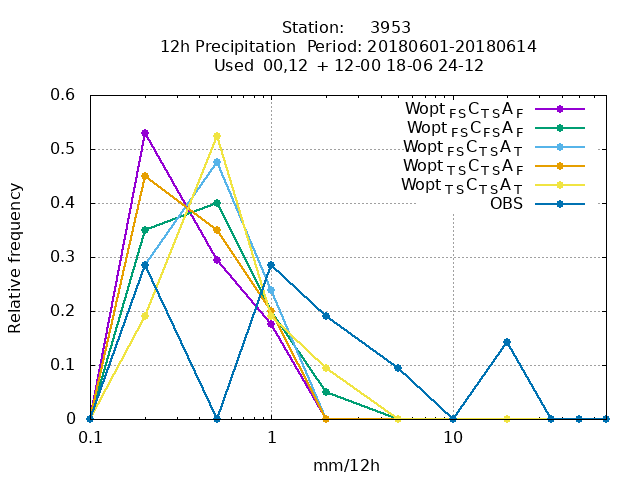 Station: 3953
12h Precipitation Period: 20180601-20180614
Used 00,12 + 12-00 18-06 24-12
Relative frequency
0.6
0.5
0.4
0.3
0.2
0.1
0
Wopt FS C TS A F
Wopt FS C FS A F
Wopt FS C TS A T
Wopt TS C TS A F
Wopt TS C TS A T
OBS
0.1 1 10
mm/12h